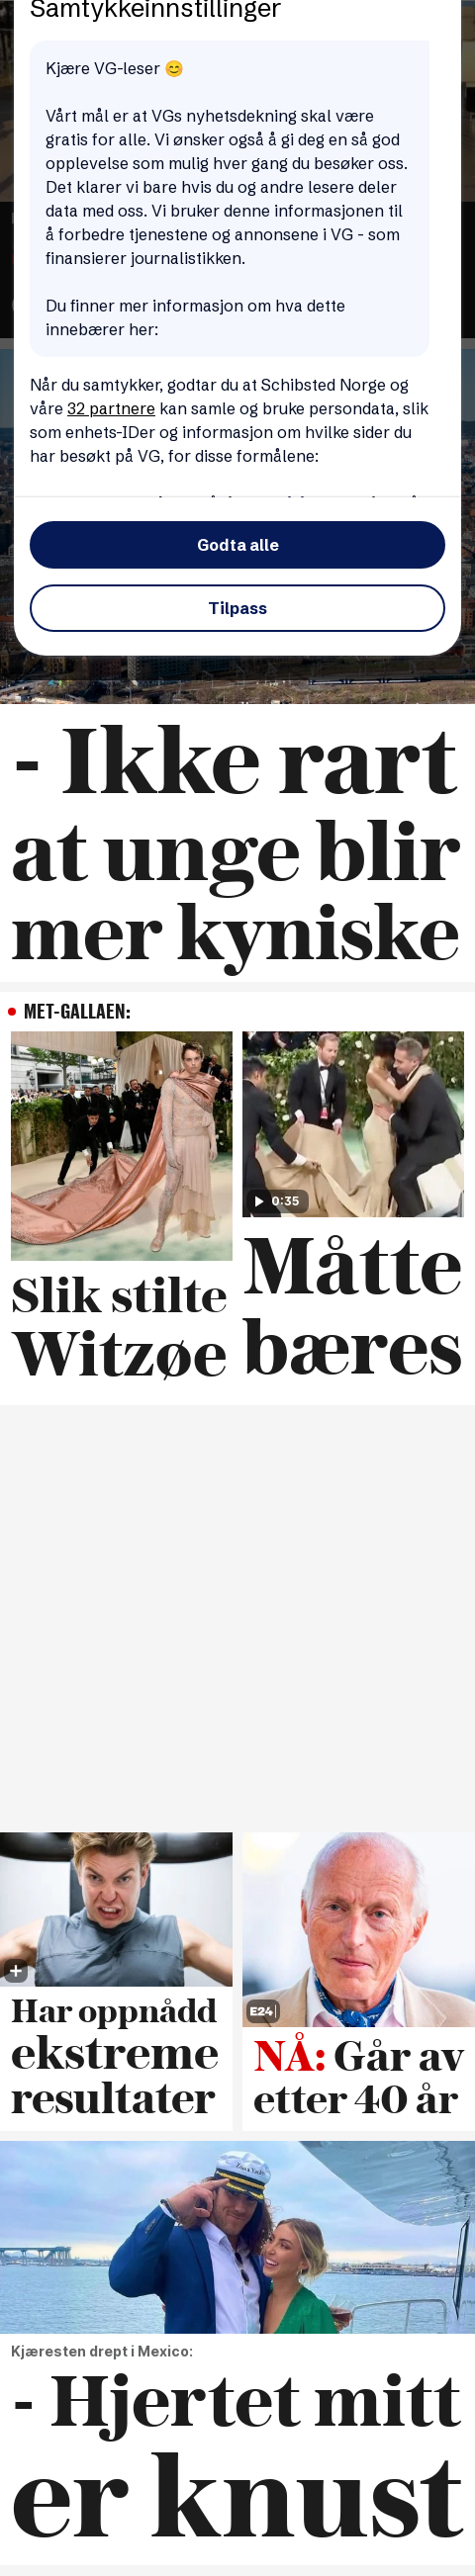 Samtykkeinnstillinger
Kjære VG-leser 😊
Vårt mål er at VGs nyhetsdekning skal være
gratis for alle. Vi ønsker også å gi deg en så god
opplevelse som mulig hver gang du besøker oss.
Det klarer vi bare hvis du og andre lesere deler
data med oss. Vi bruker denne informasjonen til
å forbedre tjenestene og annonsene i VG - som
finansierer journalistikken.
Du finner mer informasjon om hva dette
innebærer her:
Når du samtykker, godtar du at Schibsted Norge og
våre 32 partnere kan samle og bruke persondata, slik
som enhets-IDer og informasjon om hvilke sider du
har besøkt på VG, for disse formålene:
Godta alle
Tilpass
- Ikke rart
at unge blir
mer kyniske
MET-GALLAEN:
0:35
Slik stilte
Witzøe
Måtte
bæres
Har oppnådd
ekstreme
resultater
E24
NÅ: Går av
etter 40 år
Kjæresten drept i Mexico:
- Hjertet mitt
er knust